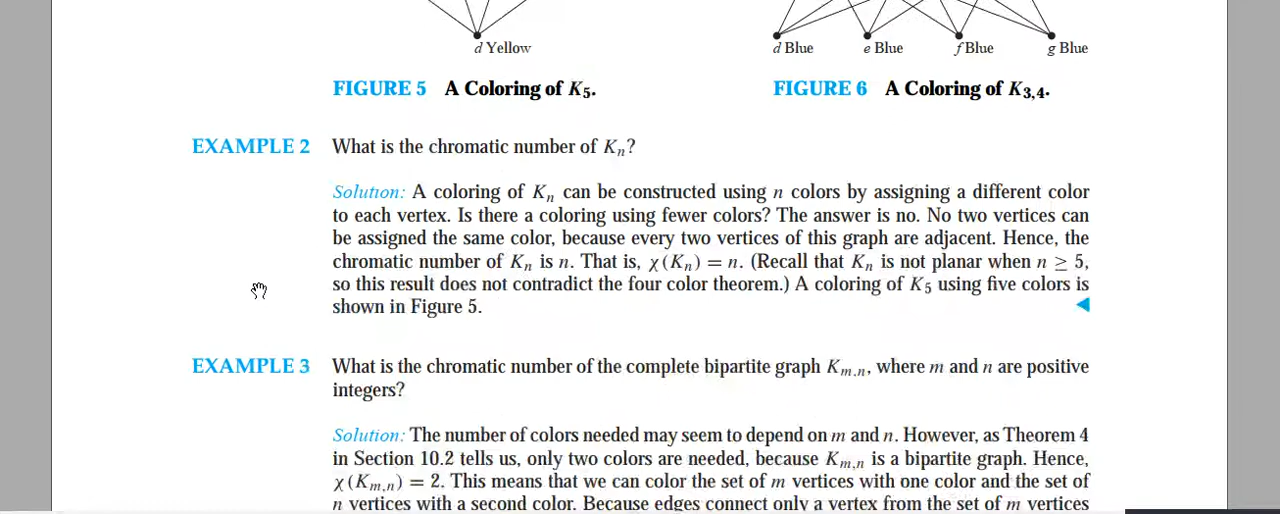 d Yellow
d Blue e Blue f Blue g Blue
FIGURE 5 A Coloring of K5.
FIGURE 6 A Coloring of K3,4.
EXAMPLE 2 What is the chromatic number of Kn?
Solution: A coloring of Kn can be constructed using n colors by assigning a different color
to each vertex. Is there a coloring using fewer colors? The answer is no. No two vertices can
be assigned the same color, because every two vertices of this graph are adjacent. Hence, the
chromatic number of Kn is n. That is, χ(Kn) = n. (Recall that Kn is not planar when n ≥ 5,
so this result does not contradict the four color theorem.) A coloring of K5 using five colors is
shown in Figure 5.
EXAMPLE 3 What is the chromatic number of the complete bipartite graph Km,n, where m and n are positive
integers?
Solution: The number of colors needed may seem to depend on m and n. However, as Theorem 4
in Section 10.2 tells us, only two colors are needed, because Km,n is a bipartite graph. Hence,
χ(Km,n) = 2. This means that we can color the set of m vertices with one color and the set of
n vertices with a second color. Because edges connect only a vertex from the set of m vertices